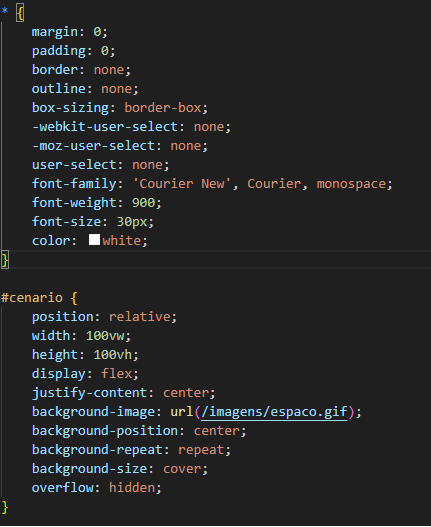 * {
    margin: 0;
    padding: 0;
    border: none;
    outline: none;
    box-sizing: border-box;
    -webkit-user-select: none;
    -moz-user-select: none;
    user-select: none;
    font-family: 'Courier New', Courier, monospace;
    font-weight: 900;
    font-size: 30px;
    color: white;
}
#cenario {
    position: relative;
    width: 100vw;
    height: 100vh;
    display: flex;
    justify-content: center;
    background-image: url(/imagens/espaco.gif);
    background-position: center;
    background-repeat: repeat;
    background-size: cover;
    overflow: hidden;
}